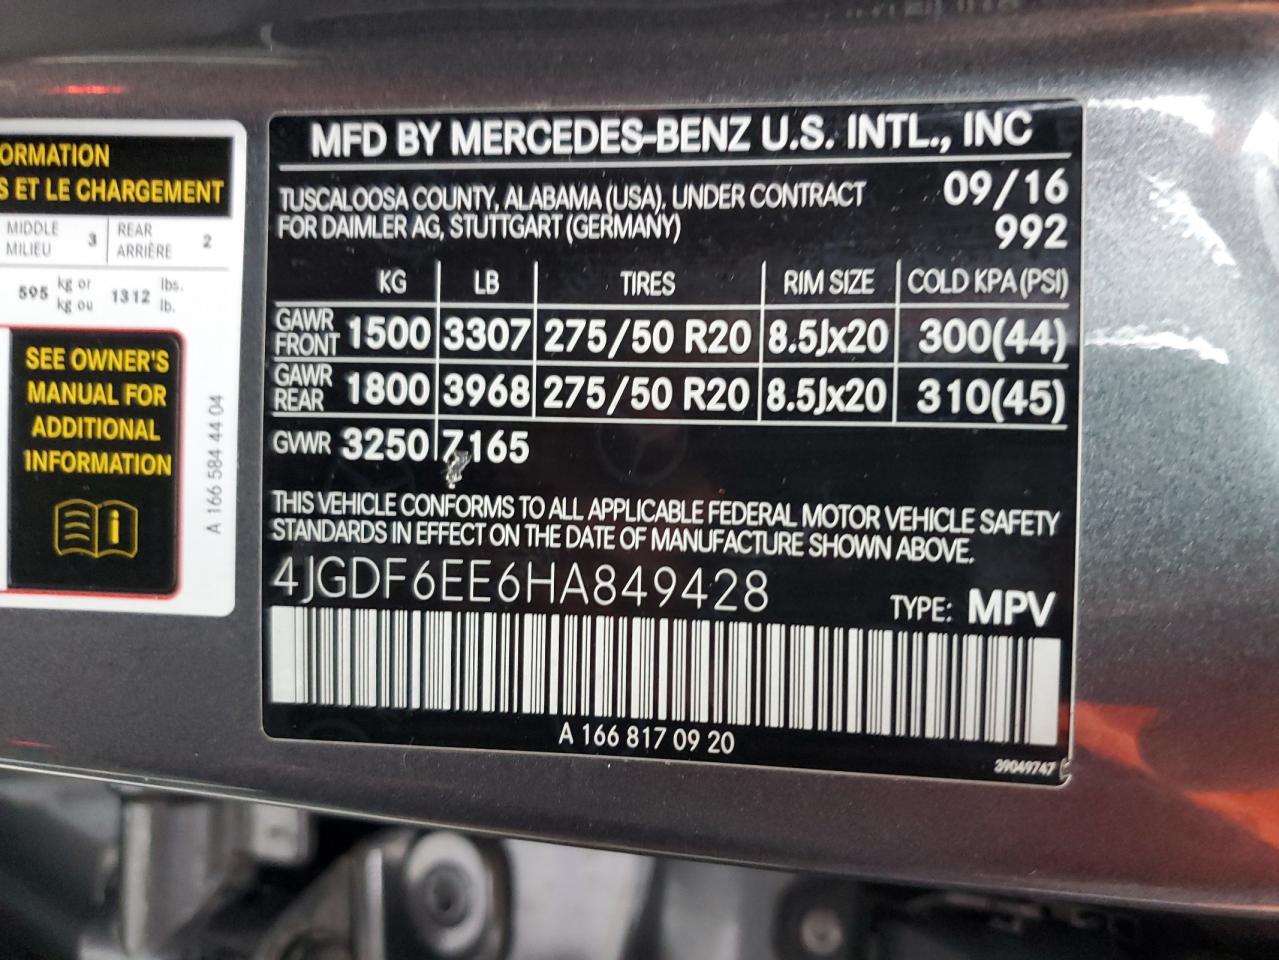 ORMATION
S ET LE CHARGEMENT
MIDDLE
MILIEU 3 REAR
ARRIÈRE 2
595 kg or
kg ou 1312 lbs.
lb.
SEE OWNER'S
MANUAL FOR
ADDITIONAL
INFORMATION
A 166 584 44 04
MFD BY MERCEDES-BENZ U.S. INTL., INC
TUSCALOOSA COUNTY, ALABAMA (USA), UNDER CONTRACT 09/16
FOR DAIMLER AG, STUTTGART (GERMANY) 992
KG LB TIRES RIM SIZE COLD KPA (PSI)
GAWR
FRONT 1500 3307 275/50 R20 8.5Jx20 300(44)
GAWR
REAR 1800 3968 275/50 R20 8.5Jx20 310(45)
GVWR 3250 7165
THIS VEHICLE CONFORMS TO ALL APPLICABLE FEDERAL MOTOR VEHICLE SAFETY
STANDARDS IN EFFECT ON THE DATE OF MANUFACTURE SHOWN ABOVE.
4JGDF6EE6HA849428 TYPE: MPV
A 166 817 09 20
39049747